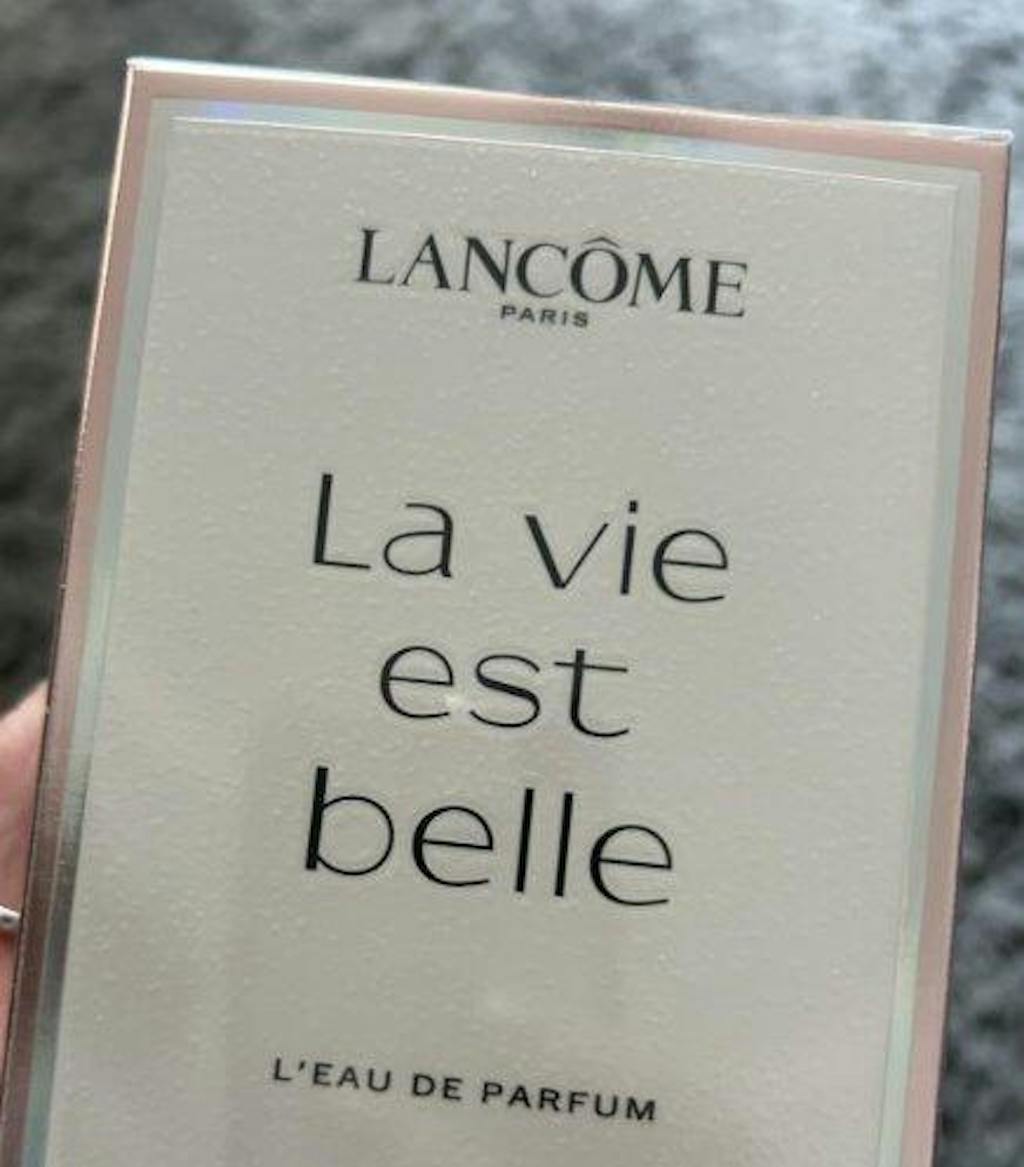 LANCÔME
PARIS
La vie
est
belle
L'EAU DE PARFUM